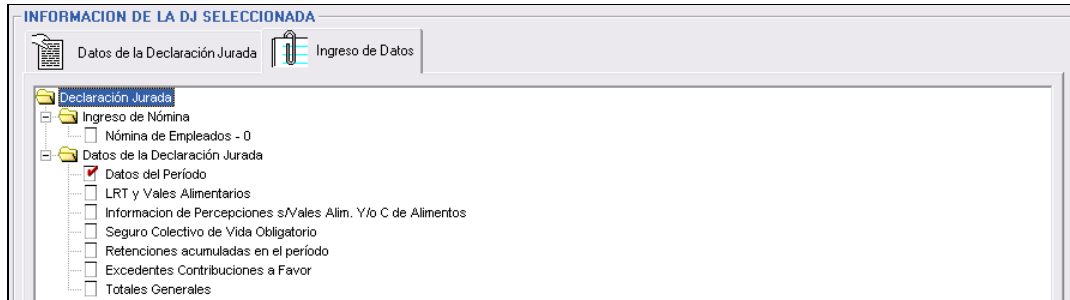 INFORMACION DE LA DJ SELECCIONADA
Datos de la Declaración Jurada
Ingreso de Datos
Declaración Jurada
Ingreso de Nómina
Nómina de Empleados - 0
Datos de la Declaración Jurada
Datos del Período
LRT y Vales Alimentarios
Informacion de Percepciones s/Vales Alim. Y/o C de Alimentos
Seguro Colectivo de Vida Obligatorio
Retenciones acumuladas en el período
Excedentes Contribuciones a Favor
Totales Generales